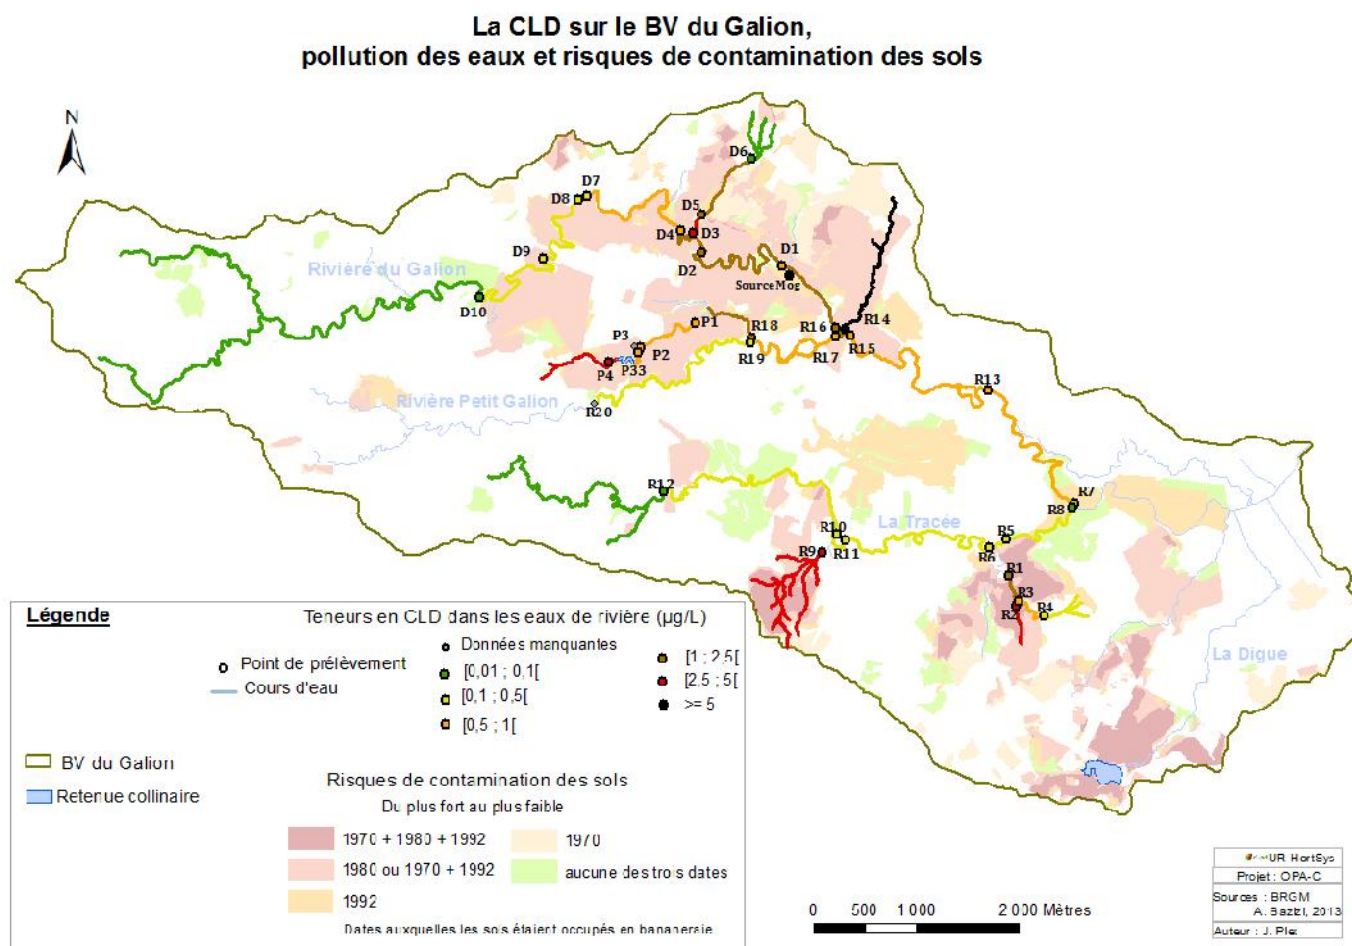 La CLD sur le BV du Galion,
pollution des eaux et risques de contamination des sols
N
D6
D7
D8
D5
D4
D3
D9
D1
D2
Rivière du Galion
SourceMog
D10
P1
R18
R16
R14
P3
R15
P2
R17
R19
P4
P33
R13
Rivière Petit Galion
R20
R12
R7
R8
La Tracée
R10
R5
R11
R9
R6
R1
R3
R4
R2
La Digue
Légende
Teneurs en CLD dans les eaux de rivière (µg/L)
Point de prélèvement
Cours d'eau
Données manquantes
[0,01 ; 0,1[
[0,1 ; 0,5[
[0,5 ; 1[
[1 ; 2,5[
[2,5 ; 5[
>= 5
BV du Galion
Retenue collinaire
Risques de contamination des sols
Du plus fort au plus faible
1970 + 1980 + 1992
1980 ou 1970 + 1992
1992
1970
aucune des trois dates
Dates auxquelles les sols étaient occupés en bananeraie
0 500 1 000 2 000 Mètres
UR HortSys
Projet : OPA-C
Sources : BRGM
A. 2013
Auteur : J.